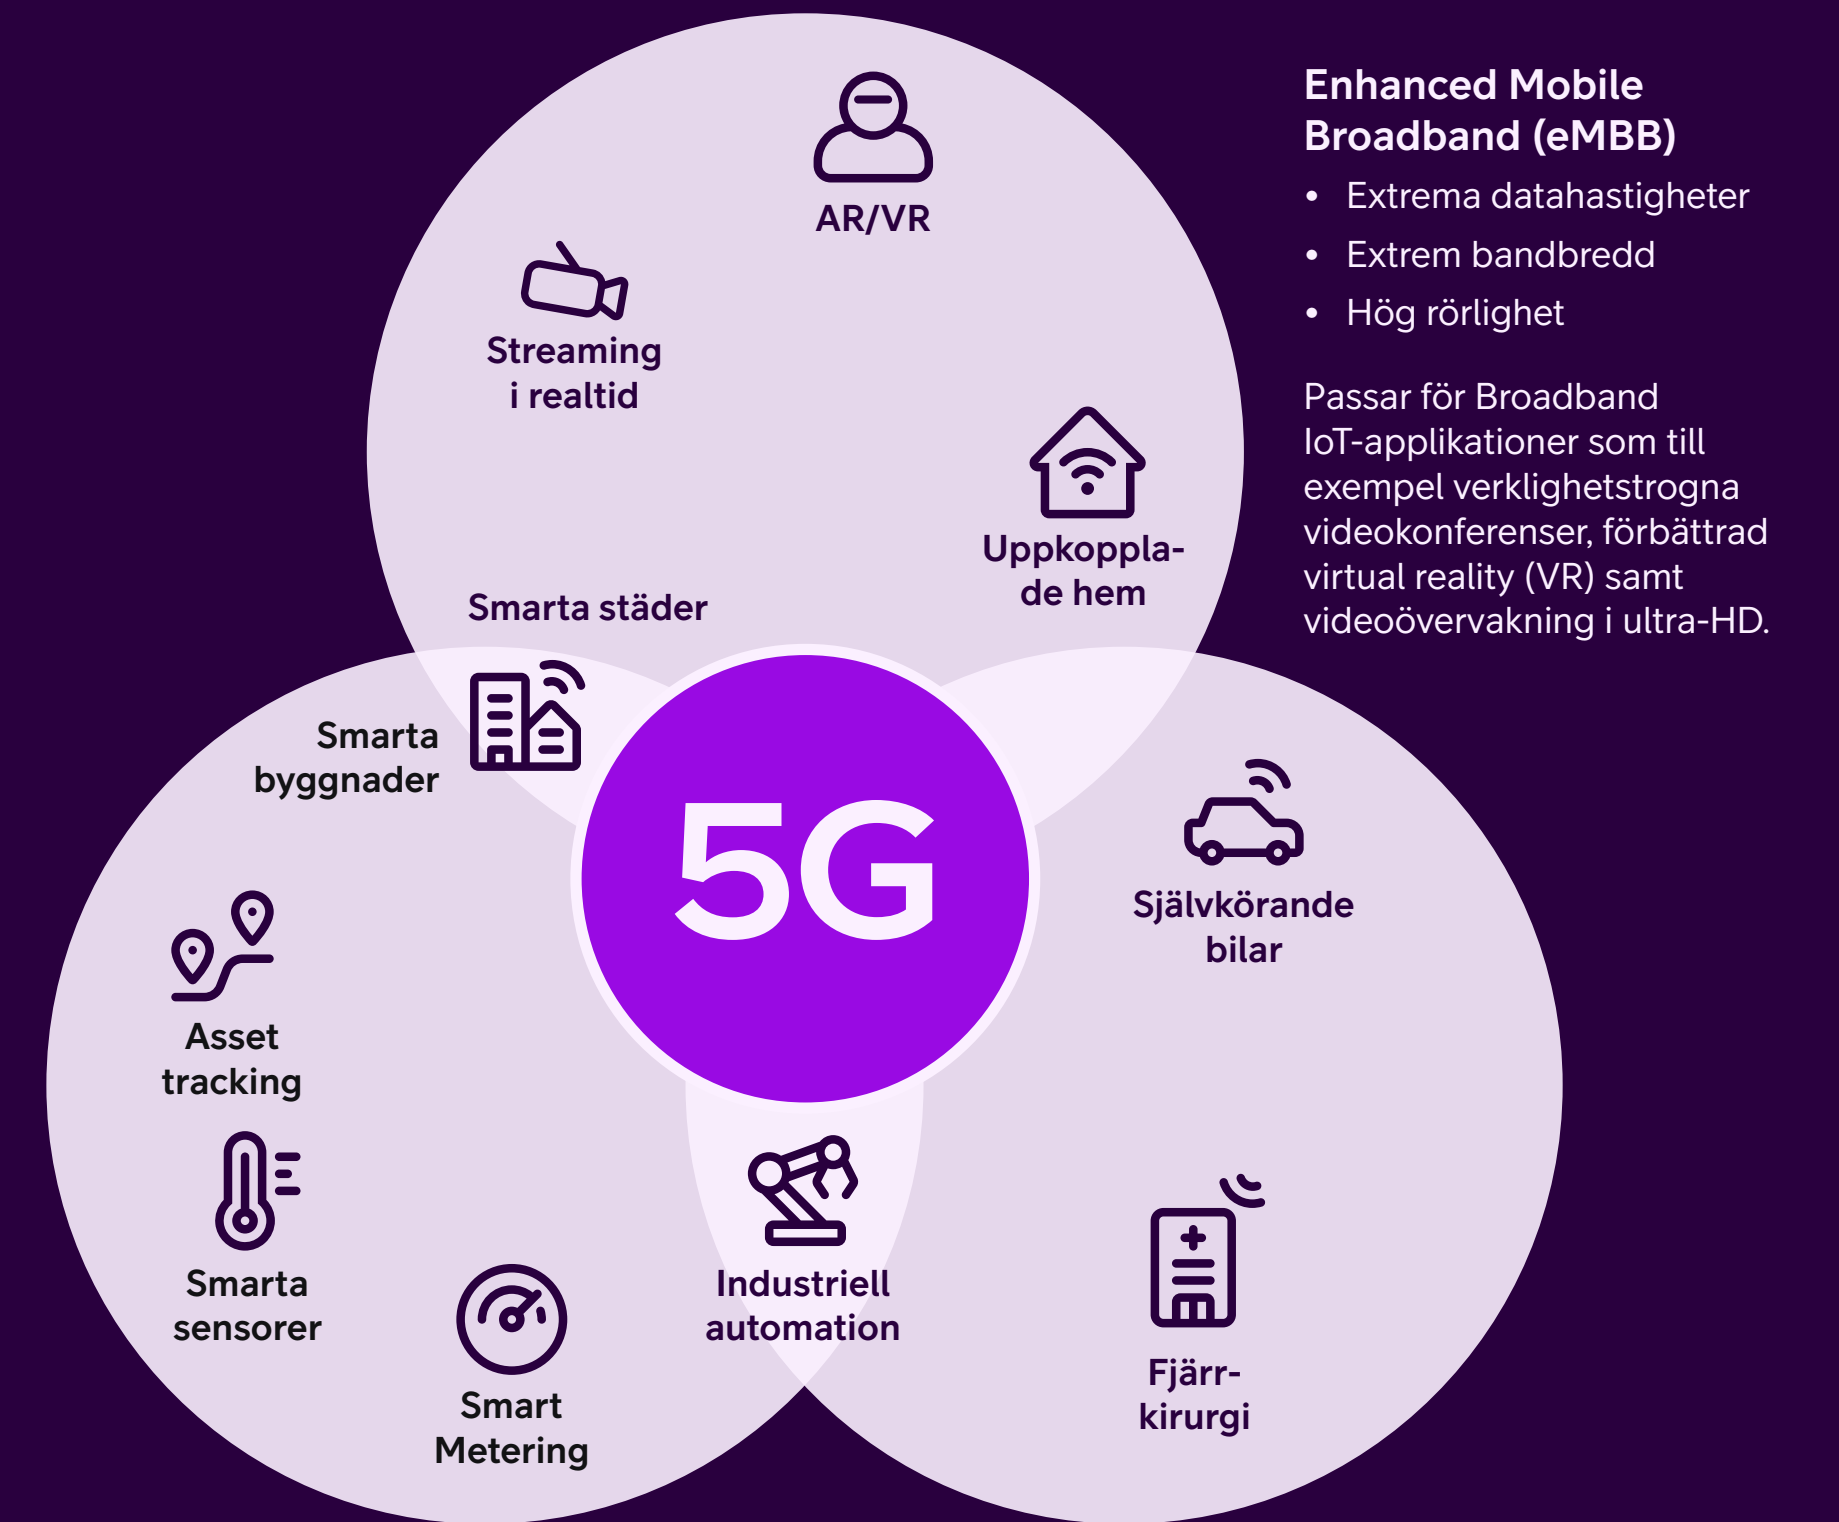 Enhanced Mobile
Broadband (eMBB)
• Extrema datahastigheter
• Extrem bandbredd
• Hög rörlighet
Passar för Broadband
IoT-applikationer som till
exempel verklighetstrogna
videokonferenser, förbättrad
virtual reality (VR) samt
videoövervakning i ultra-HD.
AR/VR
Streaming
i realtid
Uppkoppla-
de hem
Smarta städer
Smarta
byggnader
5G
Självkörande
bilar
Asset
tracking
Smarta
sensorer
Smart
Metering
Industriell
automation
Fjärr-
kirurgi